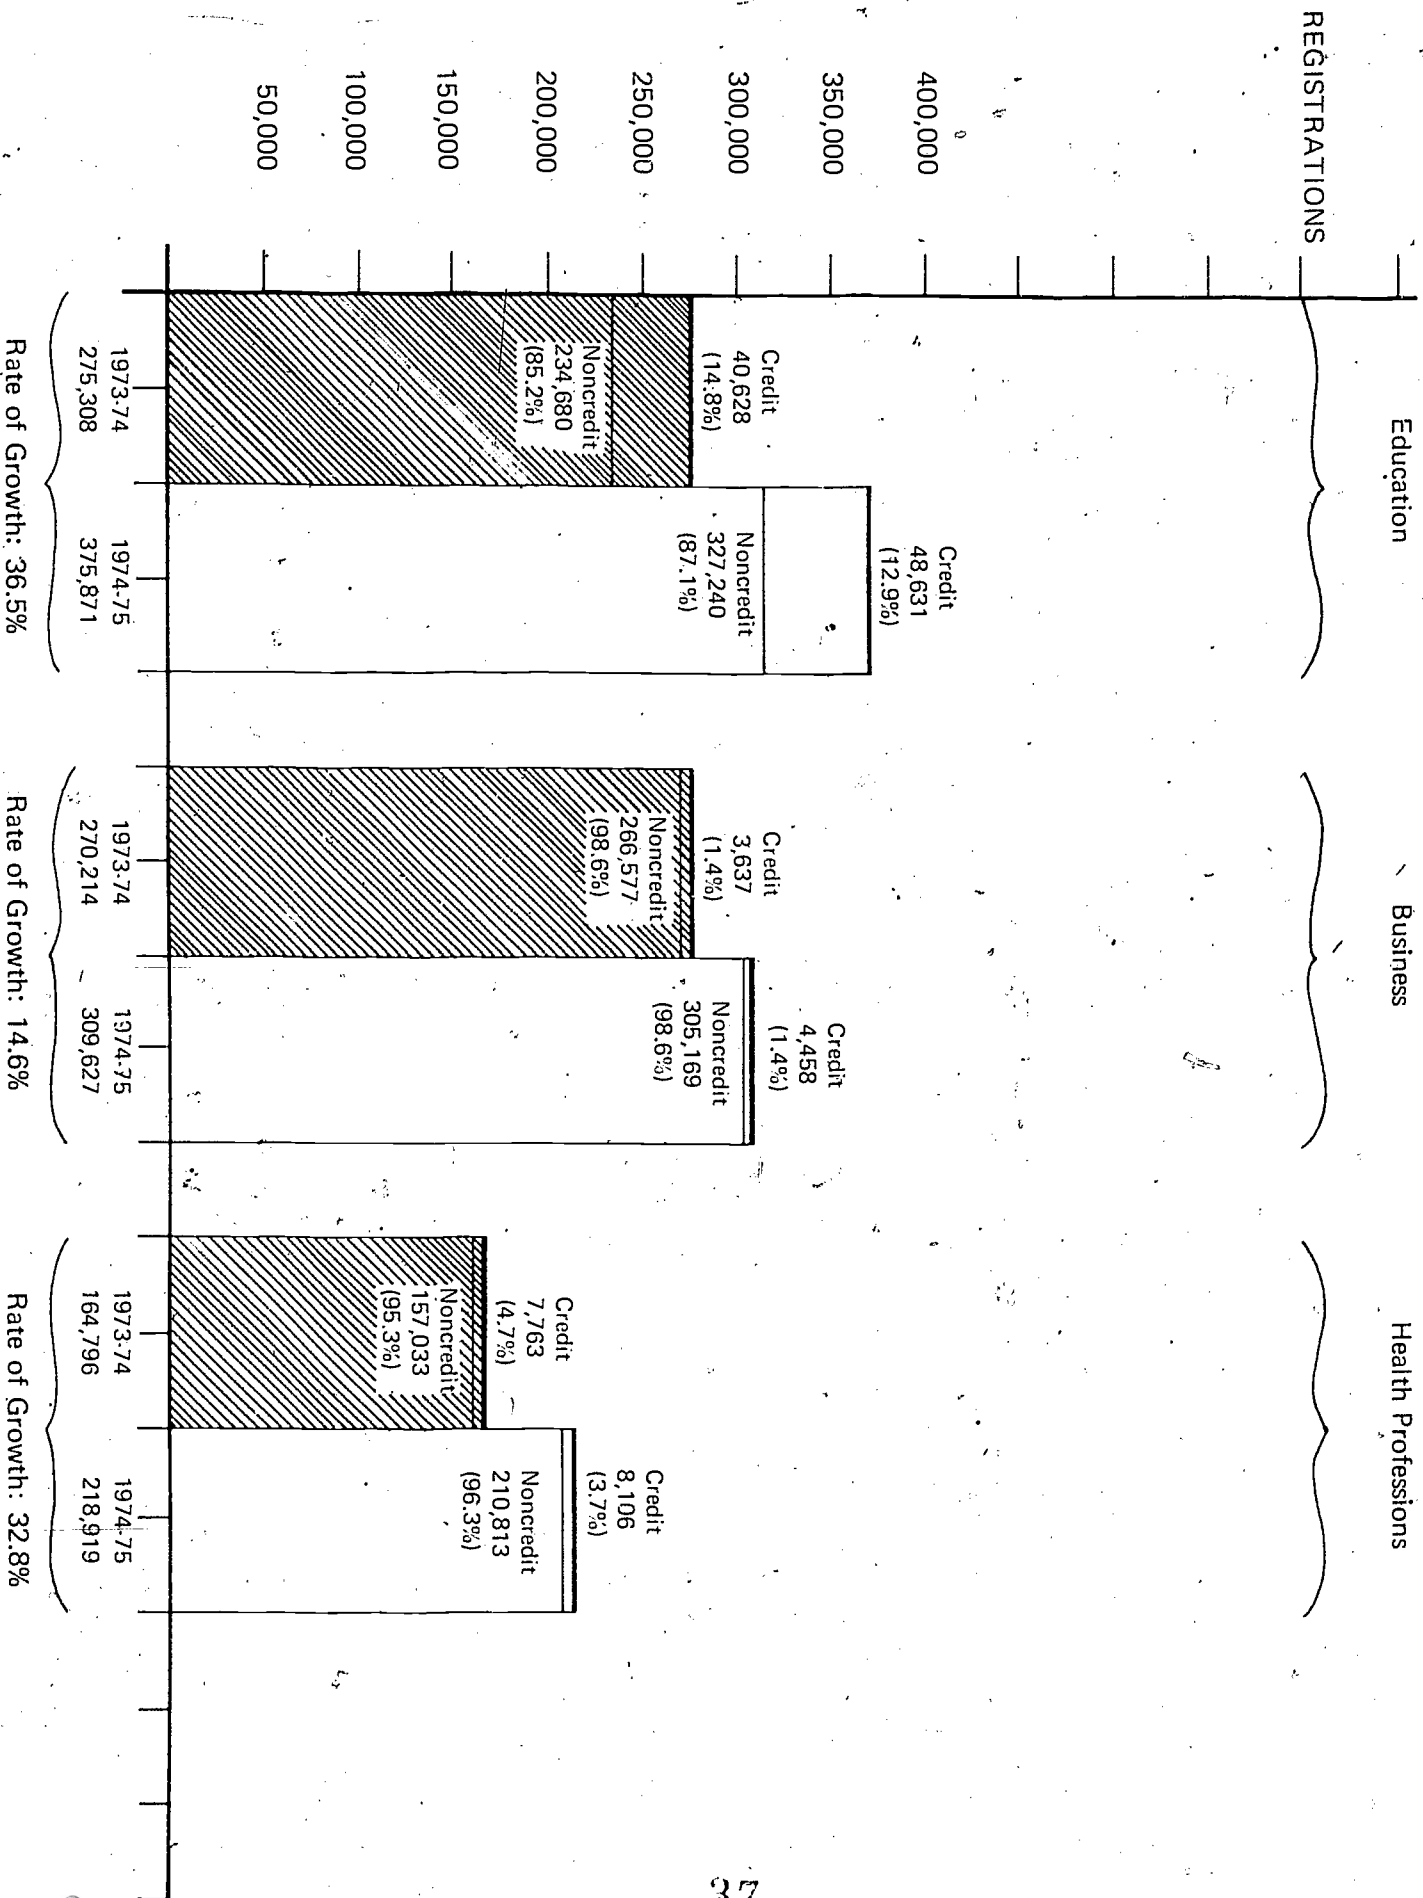 REGISTRATIONS
Education
Business
Health Professions
400,000
350,000
300,000
250,000
200,000
150,000
100,000
50,000
Credit
40,628
(14.8%)
Noncredit
234,680
(85.2%)
Credit
48,631
(12.9%)
Noncredit
327,240
(87.1%)
Credit
3,637
(1.4%)
Noncredit
266,577
(98.6%)
Credit
4,458
(1.4%)
Noncredit
305,169
(98.6%)
Credit
7,763
(4.7%)
Noncredit
157,033
(95.3%)
Credit
8,106
(3.7%)
Noncredit
210,813
(96.3%)
1973-74
275,308
1974-75
375,871
1973-74
270,214
1974-75
309,627
1973-74
164,796
1974-75
218,919
Rate of Growth: 36.5%
Rate of Growth: 14.6%
Rate of Growth: 32.8%
37